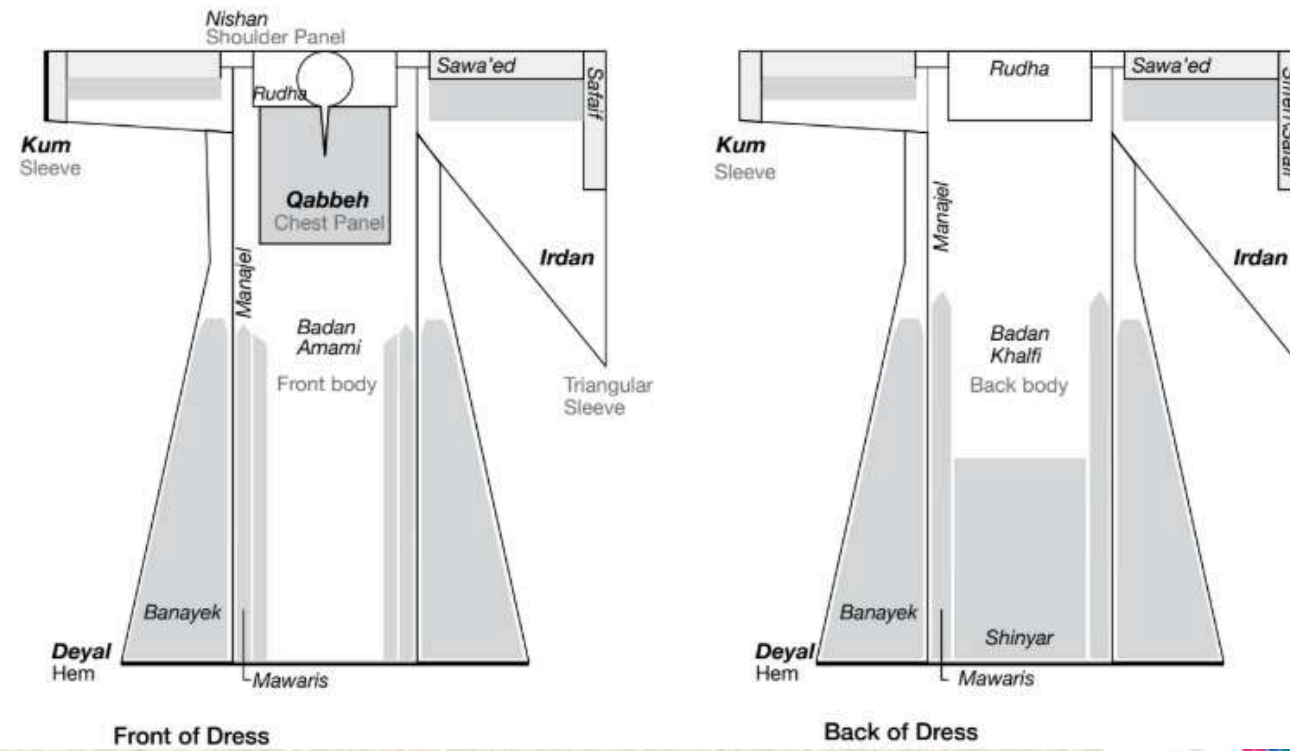 Nishan
Shoulder Panel
Rudha
Sawa'ed
Safaif
Kum
Sleeve
Qabbeh
Chest Panel
Manajel
Irdan
Badan
Amami
Front body
Triangular
Sleeve
Banayek
Deyal
Hem
Mawaris
Front of Dress
Rudha
Sawa'ed
Kum
Sleeve
Manajel
Irdan
Badan
Khalfi
Back body
Banayek
Shinyar
Deyal
Hem
Mawaris
Back of Dress